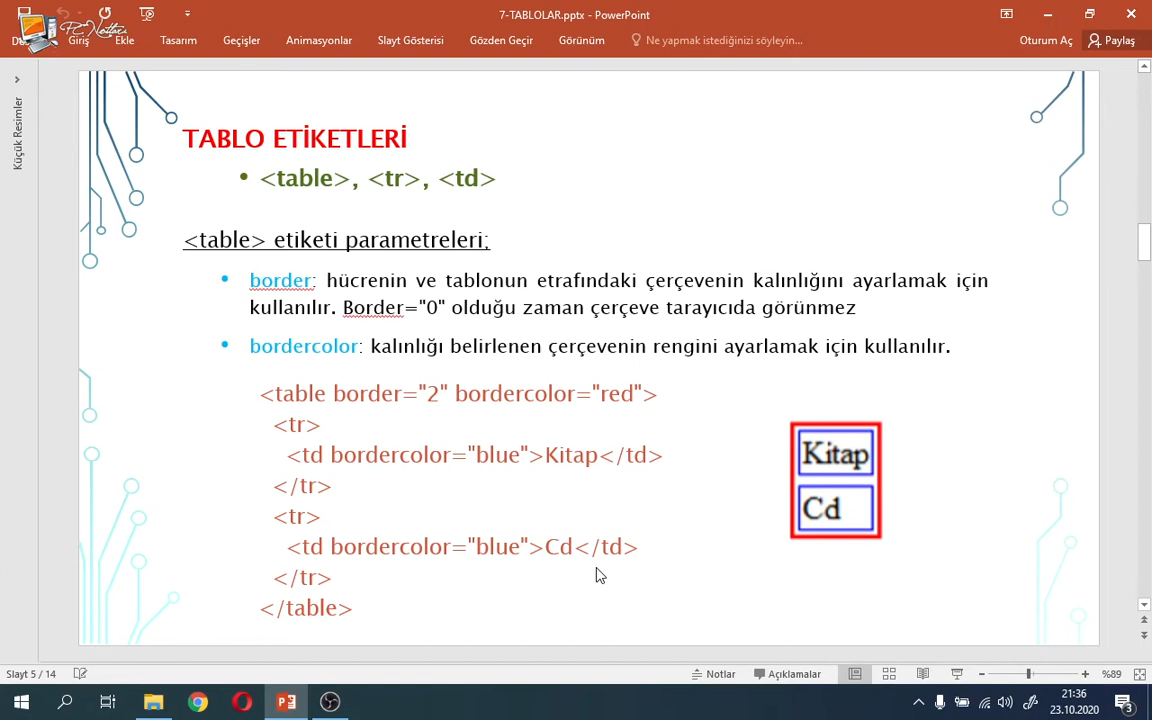 7-TABLOLAR.pptx - PowerPoint
PC Notları
Giriş Ekle Tasarım Geçişler Animasyonlar Slayt Gösterisi Gözden Geçir Görünüm Ne yapmak istediğinizi söyleyin... Oturum Aç Paylaş
Küçük Resimler
TABLO ETİKETLERİ
• <table>, <tr>, <td>
<table> etiketi parametreleri;
• border: hücrenin ve tablonun etrafındaki çerçevenin kalınlığını ayarlamak için
kullanılır. Border="0" olduğu zaman çerçeve tarayıcıda görünmez
• bordercolor: kalınlığı belirlenen çerçevenin rengini ayarlamak için kullanılır.
<table border="2" bordercolor="red">
<tr>
<td bordercolor="blue">Kitap</td>
</tr>
<tr>
<td bordercolor="blue">Cd</td>
</tr>
</table>
Kitap
Cd
Slayt 5 / 14 Notlar Açıklamalar %89
21:36
23.10.2020
3